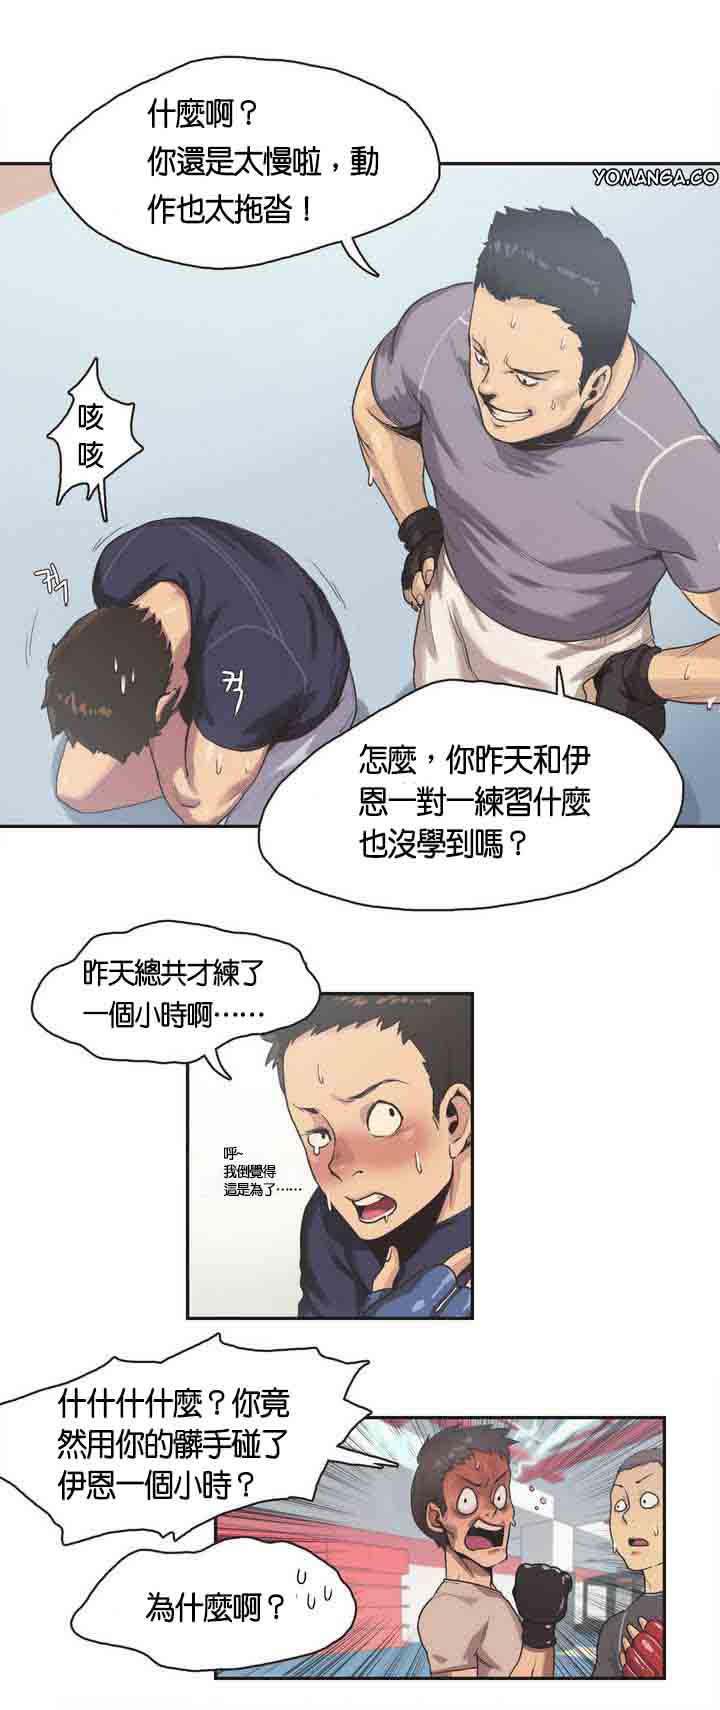 什麼啊？
你還是太慢啦，動
作也太拖沓！
YOMANGA.CO
咳
咳
켁
컥
怎麼，你昨天和伊
恩一對一練習什麼
也沒學到嗎？
昨天總共才練了
一個小時啊……
呼~
我倒覺得
這是為了……
什什什什麼？你竟
然用你的髒手碰了
伊恩一個小時？
為什麼啊？